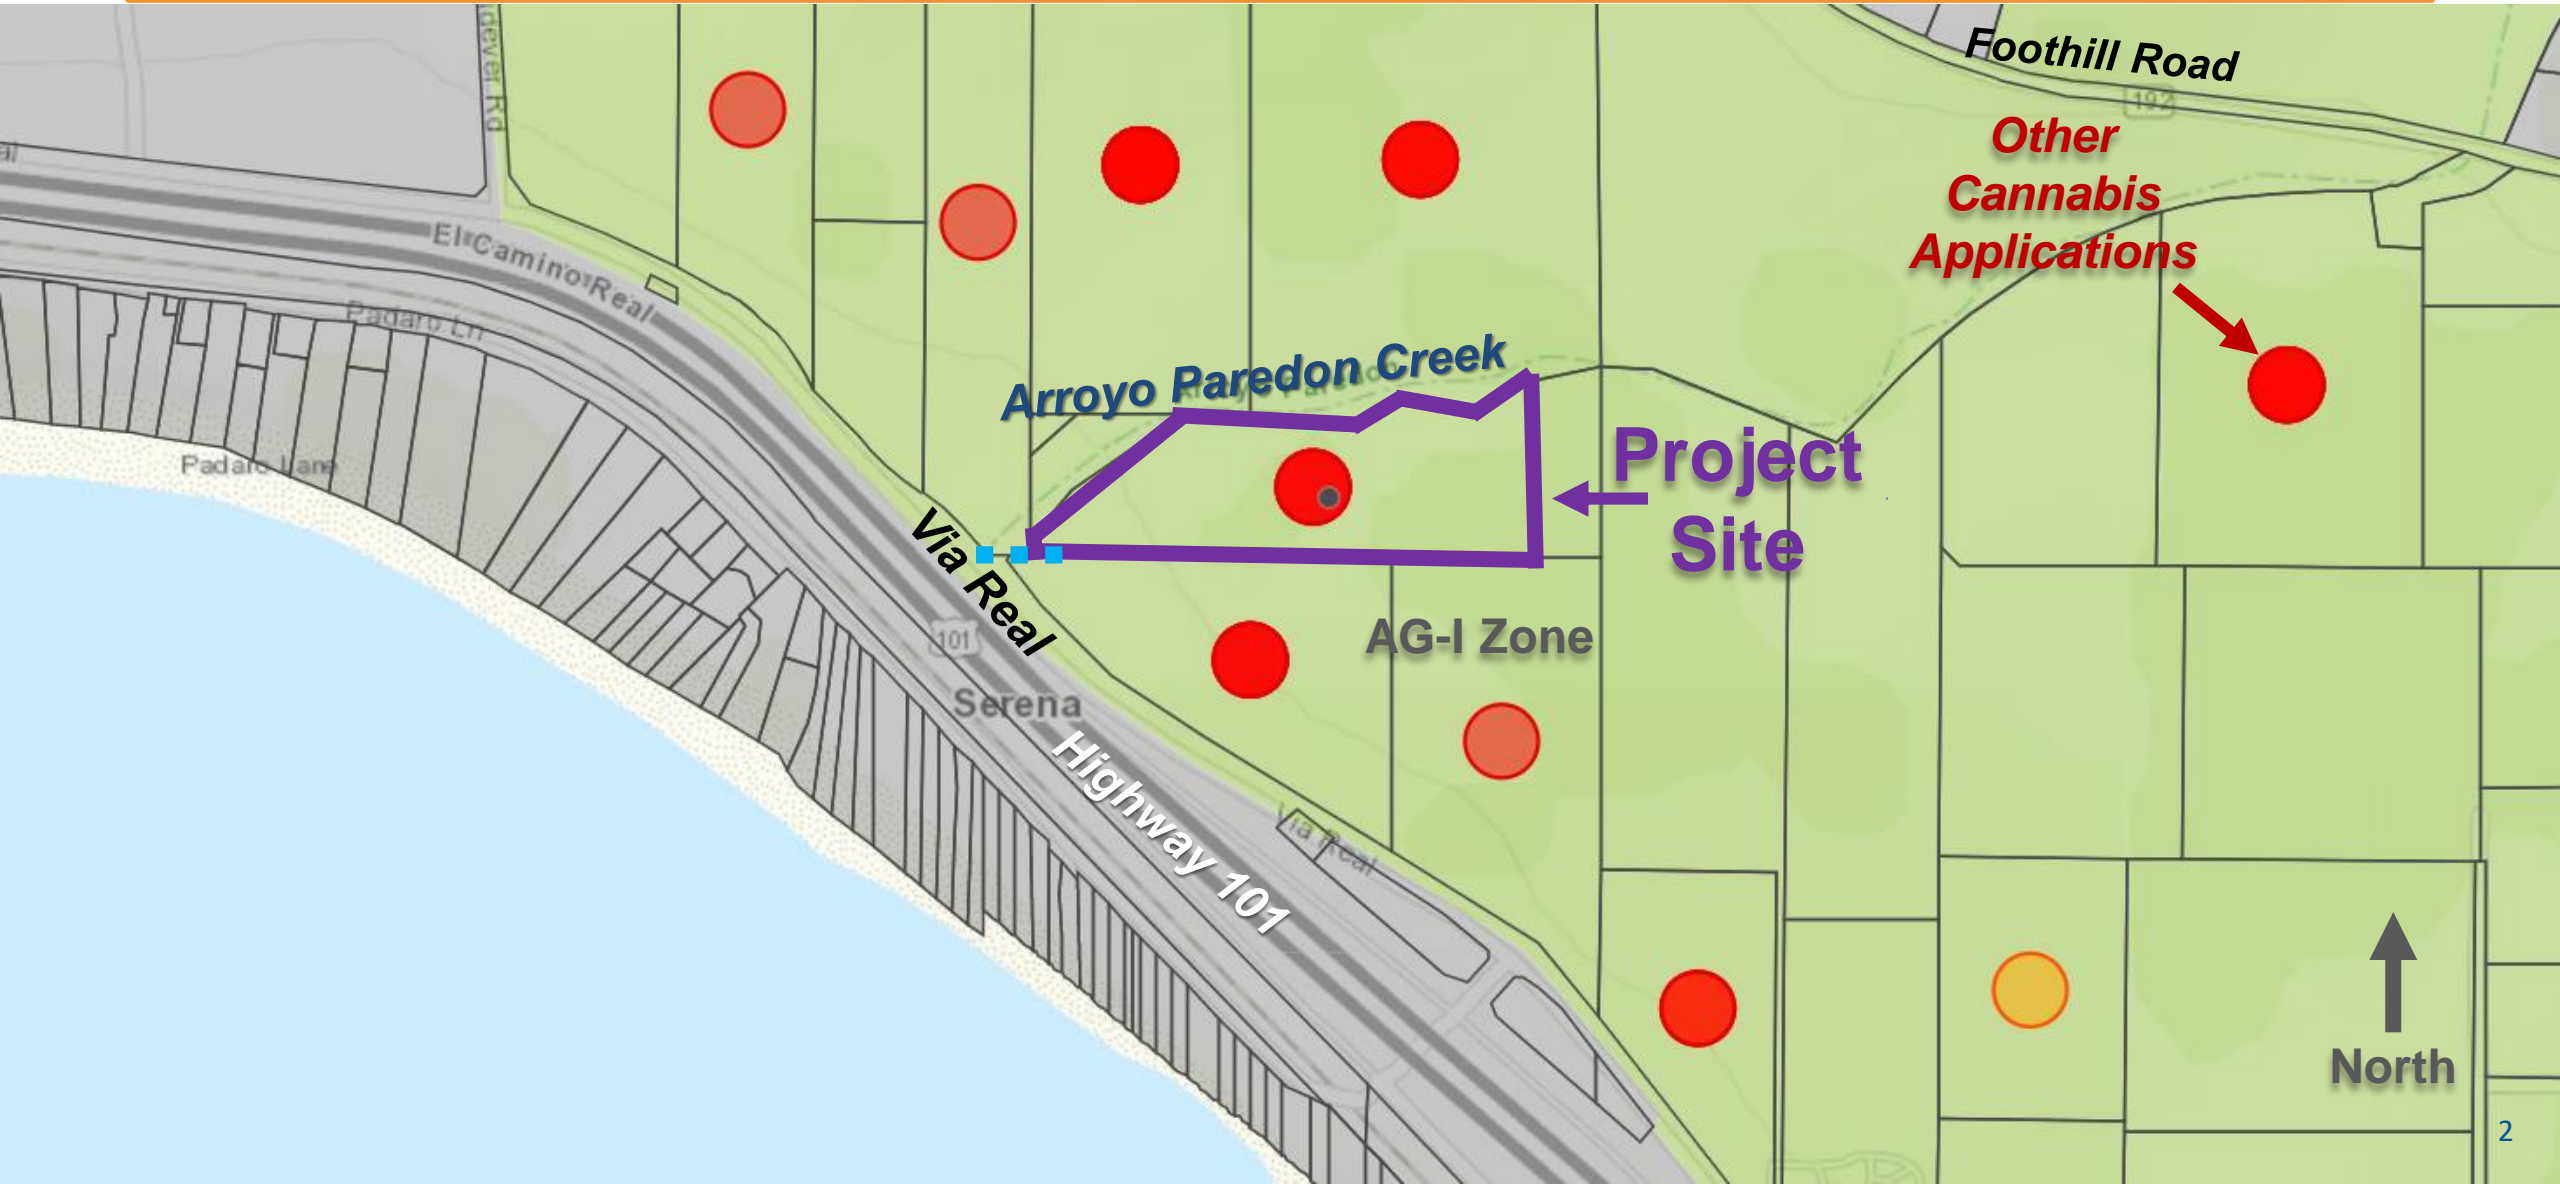 Foothill Road
192
Other
Cannabis
Applications
El Camino Real
Padaro Ln
Arroyo Paredon Creek
Padaro Lane
Project
Site
Via Real
101
AG-I Zone
Serena
Highway 101
Via Real
North
2